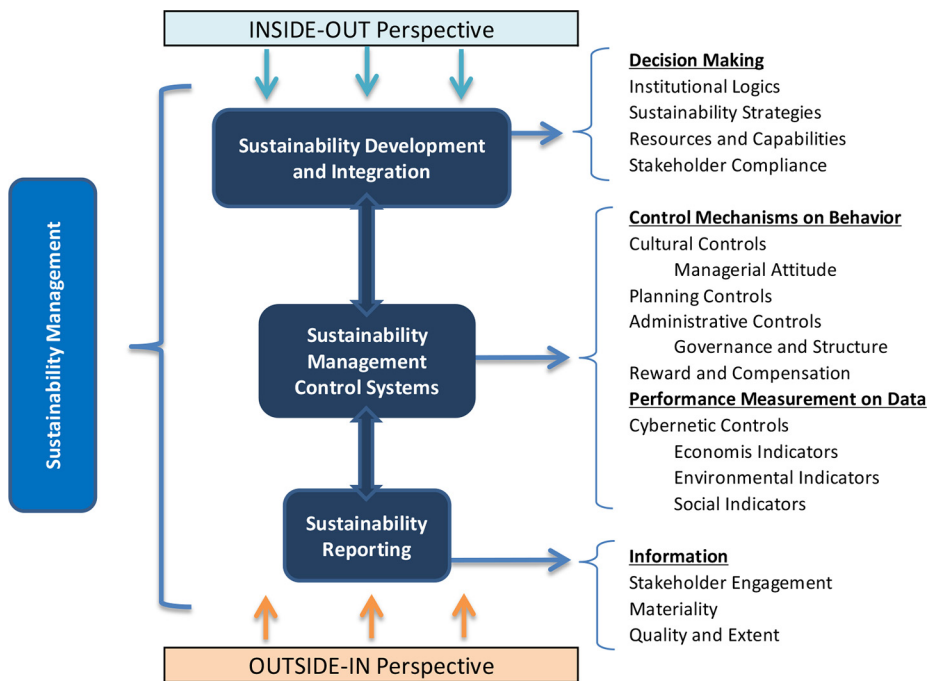 INSIDE-OUT Perspective
Sustainability Management
Sustainability Development
and Integration
Decision Making
Institutional Logics
Sustainability Strategies
Resources and Capabilities
Stakeholder Compliance
Sustainability
Management
Control Systems
Control Mechanisms on Behavior
Cultural Controls
Managerial Attitude
Planning Controls
Administrative Controls
Governance and Structure
Reward and Compensation
Performance Measurement on Data
Cybernetic Controls
Economis Indicators
Environmental Indicators
Social Indicators
Sustainability
Reporting
Information
Stakeholder Engagement
Materiality
Quality and Extent
OUTSIDE-IN Perspective